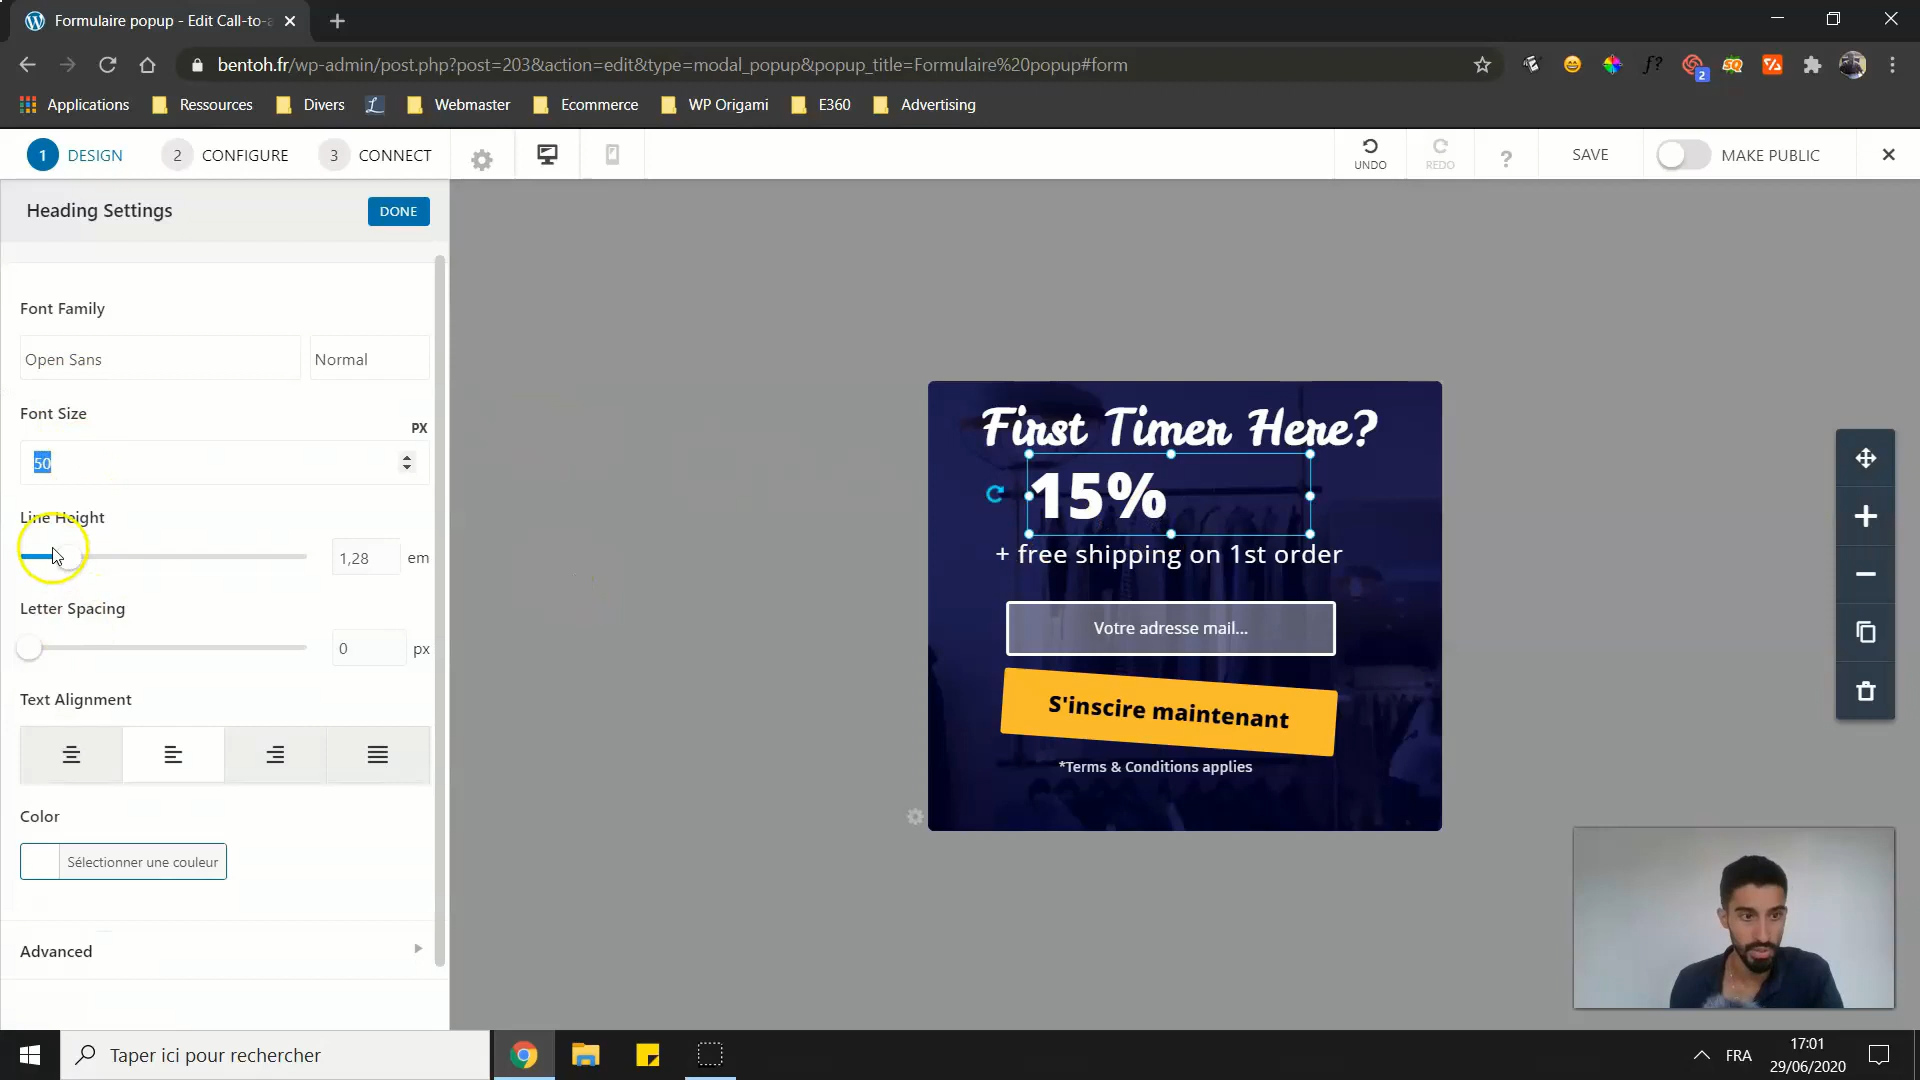 Formulaire popup - Edit Call-to-a
bentoh.fr/wp-admin/post.php?post=203&action=edit&type=modal_popup&popup_title=Formulaire%20popup#form
2
Applications Ressources Divers Webmaster Ecommerce WP Origami E360 Advertising
1 DESIGN 2 CONFIGURE 3 CONNECT UNDO REDO ? SAVE MAKE PUBLIC
Heading Settings DONE
Font Family
Open Sans Normal
Font Size
PX
50
Line Height
1,28 em
Letter Spacing
0 px
Text Alignment
Color
Sélectionner une couleur
Advanced
First Timer Here?
15%
+ free shipping on 1st order
Votre adresse mail...
S'inscire maintenant
*Terms & Conditions applies
Taper ici pour rechercher
FRA
17:01
29/06/2020